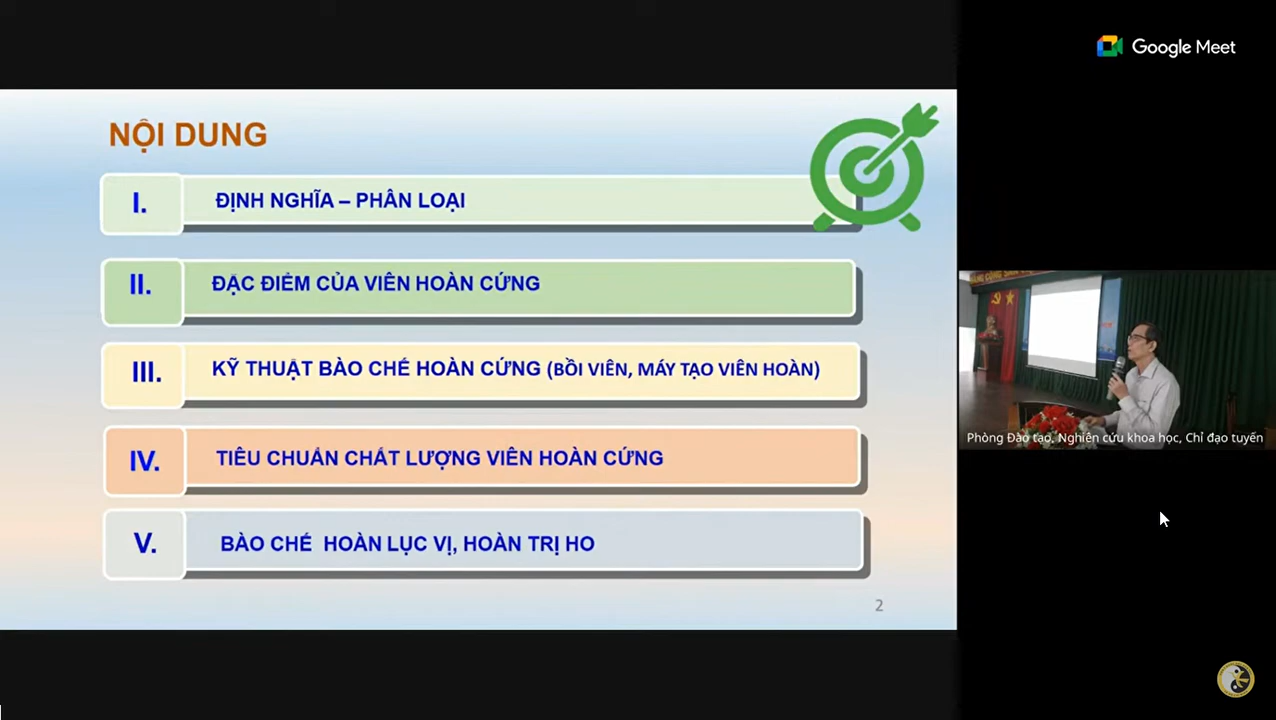 Google Meet
NỘI DUNG
I.
ĐỊNH NGHĨA – PHÂN LOẠI
II.
ĐẶC ĐIỂM CỦA VIÊN HOÀN CỨNG
III.
KỸ THUẬT BÀO CHẾ HOÀN CỨNG (BỒI VIÊN, MÁY TẠO VIÊN HOÀN)
IV.
TIÊU CHUẨN CHẤT LƯỢNG VIÊN HOÀN CỨNG
V.
BÀO CHẾ HOÀN LỤC VỊ, HOÀN TRỊ HO
2
Phòng Đào tạo, Nghiên cứu khoa học, Chỉ đạo tuyến